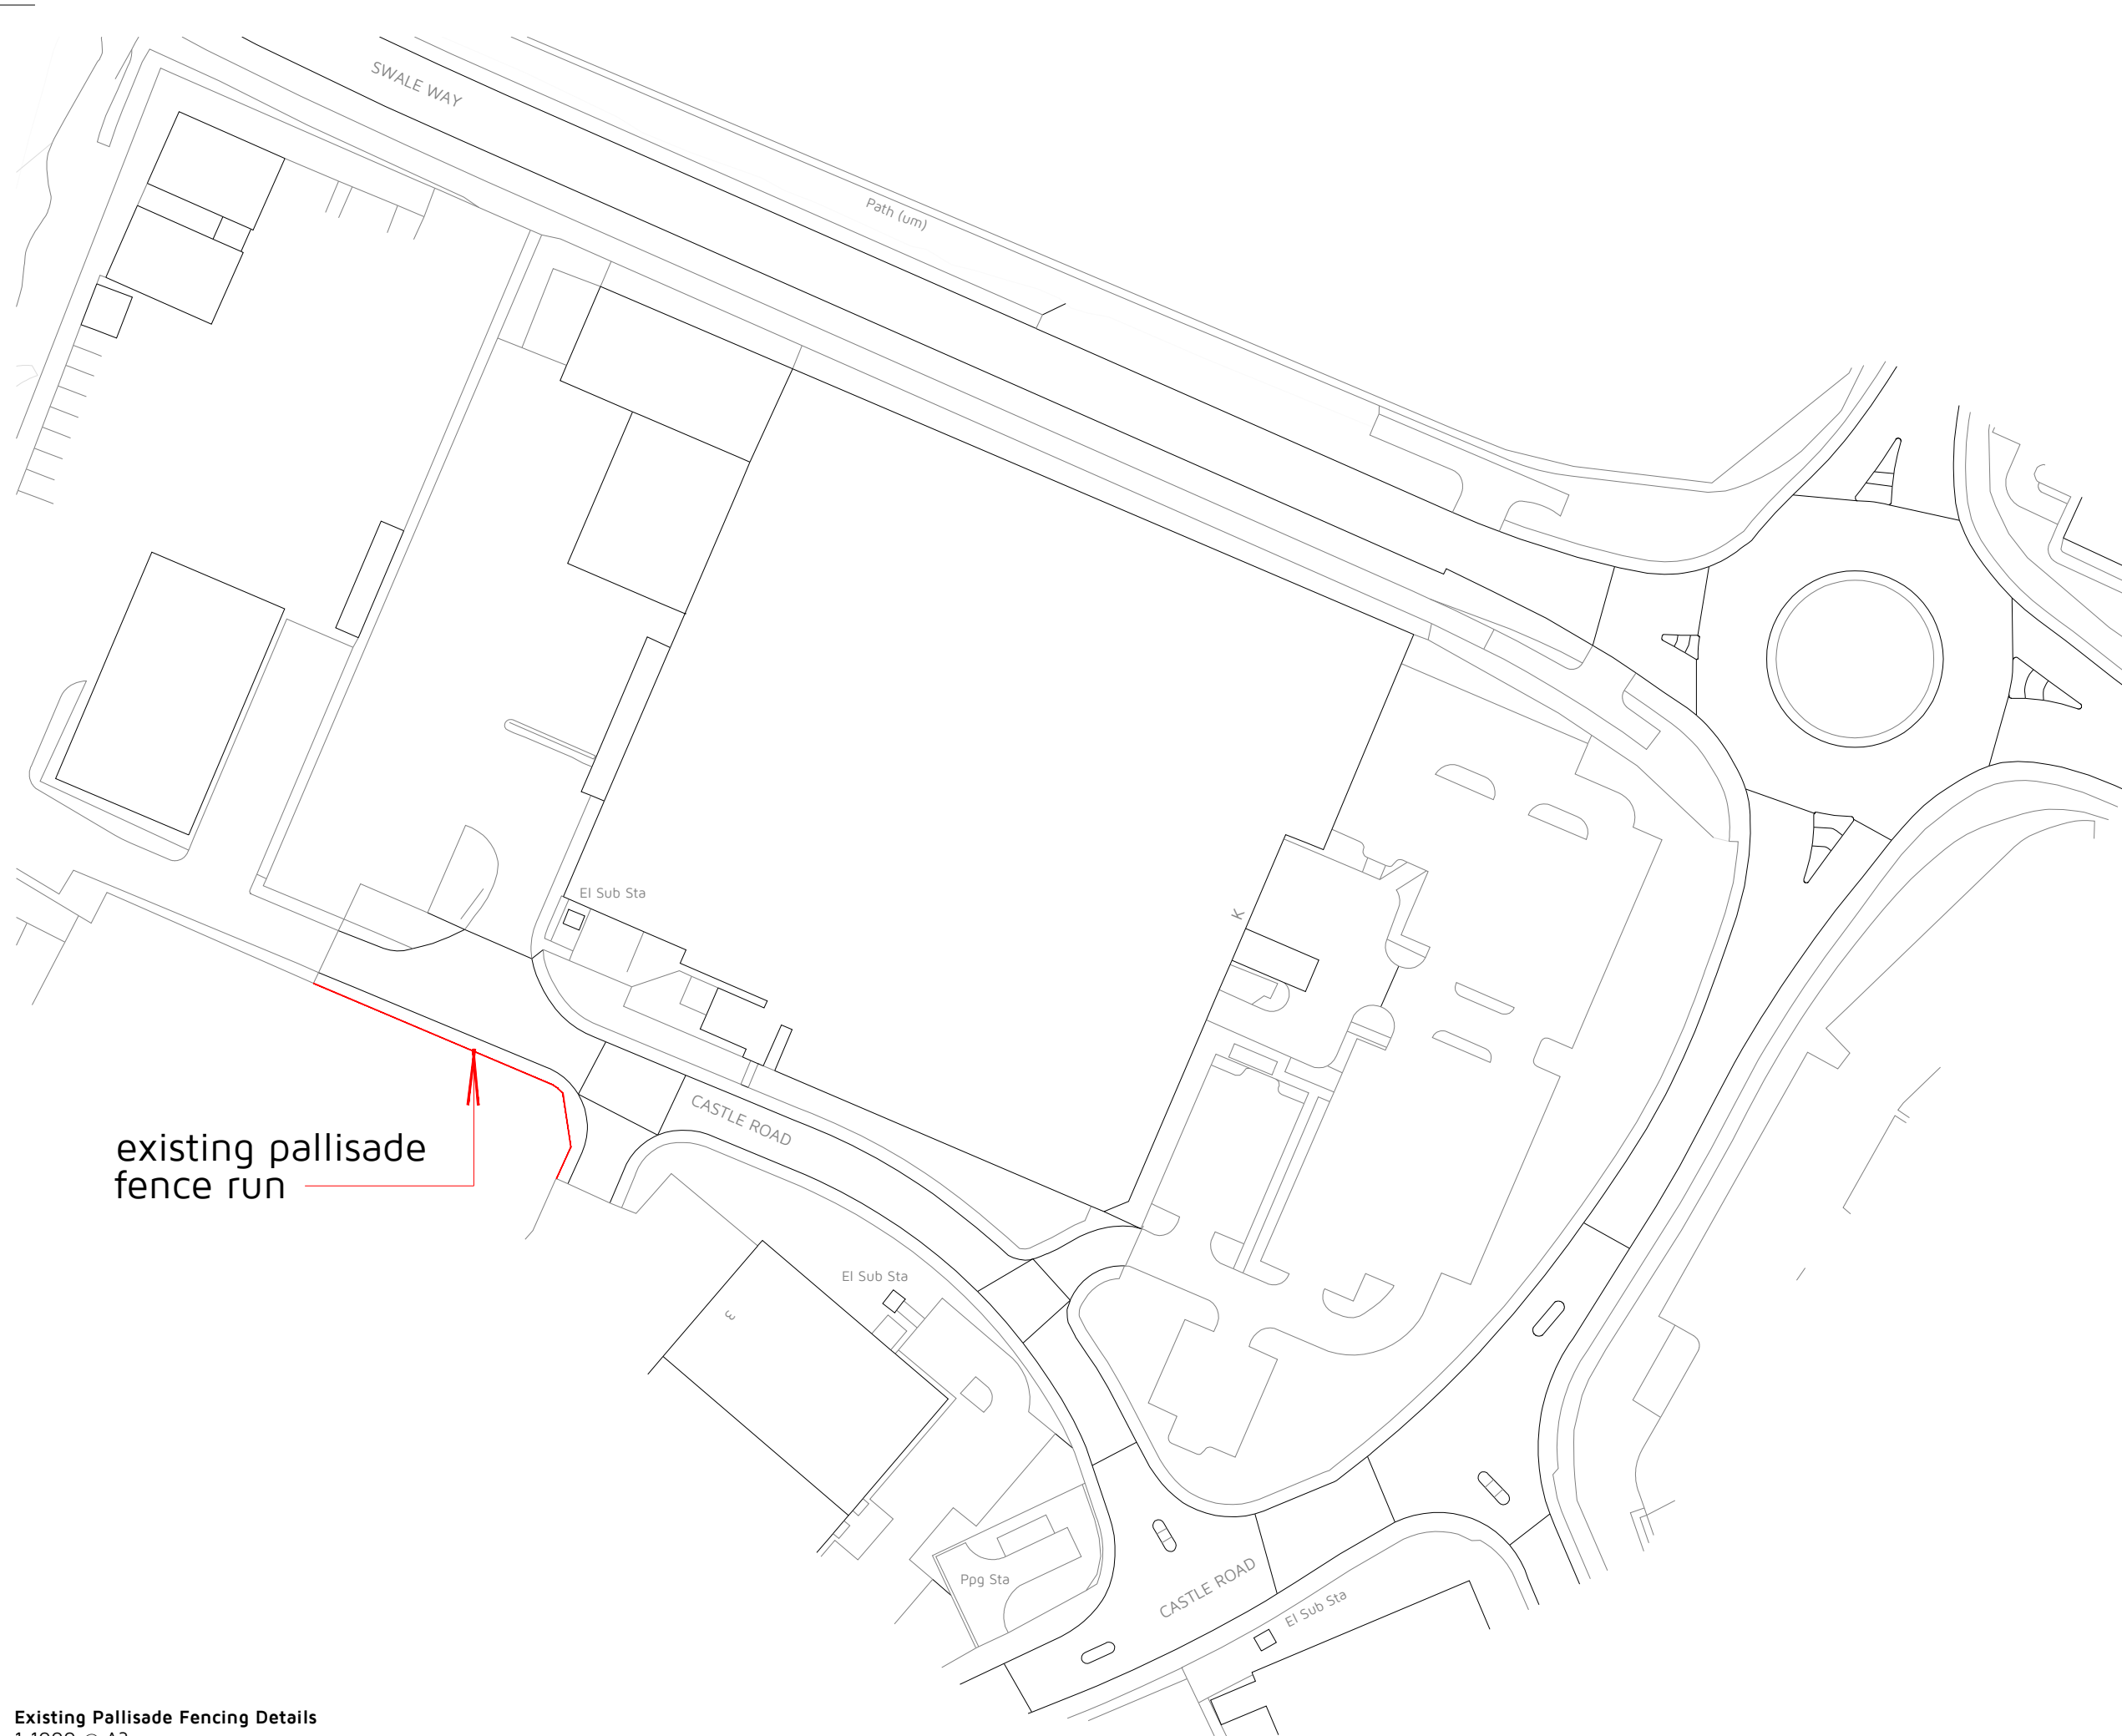 SWALE WAY
Path (um)
El Sub Sta
K
CASTLE ROAD
existing pallisade
fence run
El Sub Sta
3
Ppg Sta
CASTLE ROAD
El Sub Sta
Existing Pallisade Fencing Details